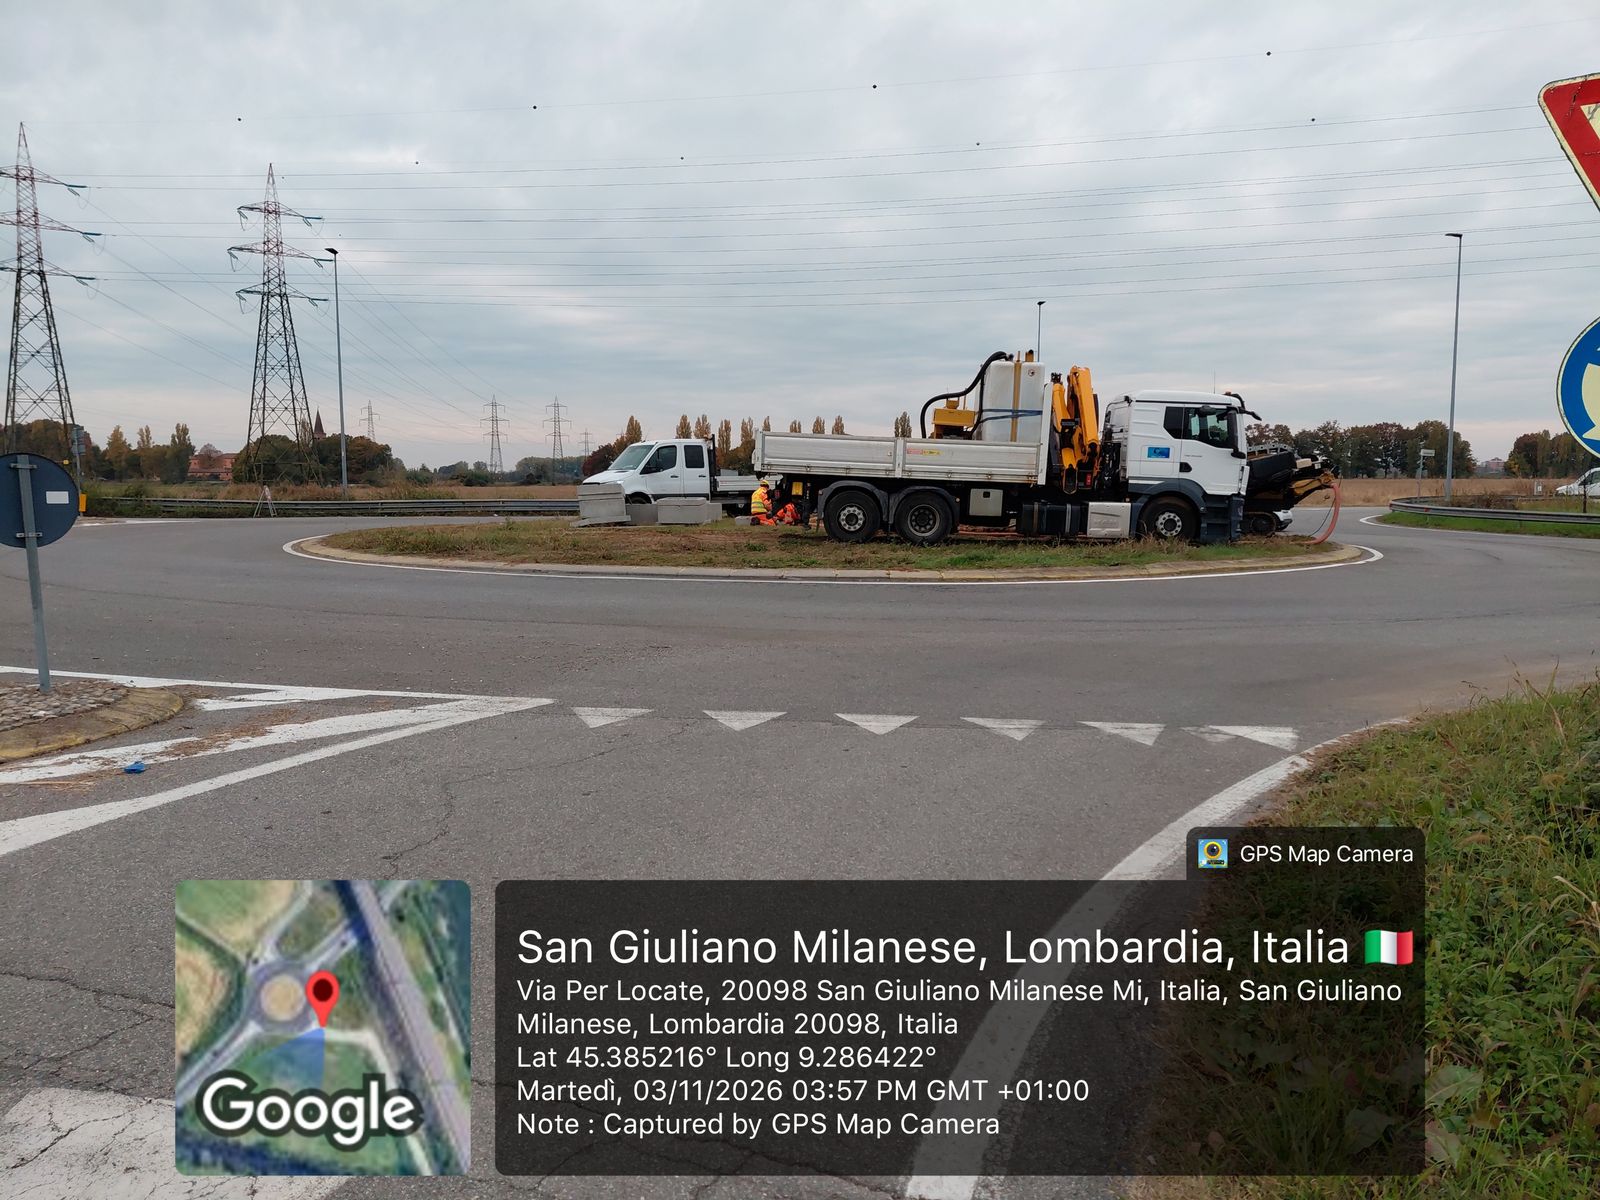 GPS Map Camera
San Giuliano Milanese, Lombardia, Italia
Via Per Locate, 20098 San Giuliano Milanese Mi, Italia, San Giuliano
Milanese, Lombardia 20098, Italia
Lat 45.385216° Long 9.286422°
Martedì, 03/11/2026 03:57 PM GMT +01:00
Note : Captured by GPS Map Camera
Google